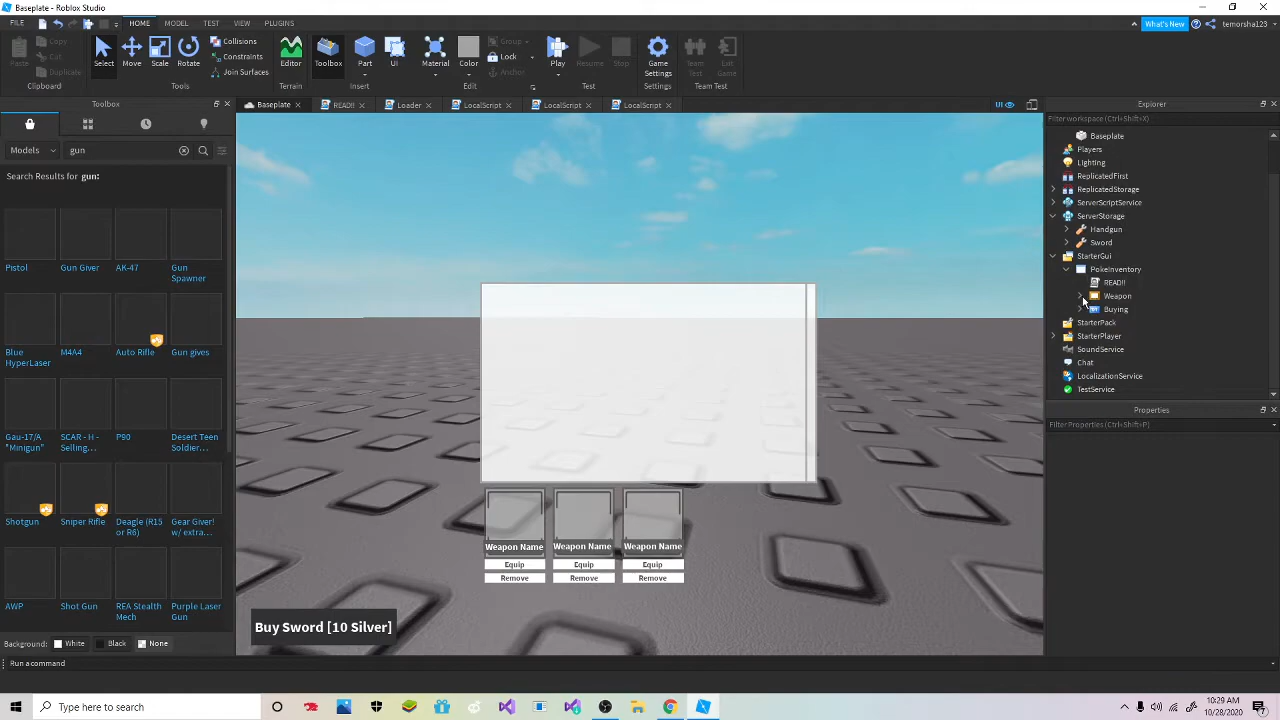 Baseplate - Roblox Studio
FILE HOME MODEL TEST VIEW PLUGINS What's New temorsha123
Paste Copy Cut Duplicate Clipboard
Select Move Scale Rotate Collisions Constraints Join Surfaces Tools
Editor Terrain
Toolbox Part UI Insert
Material Color Group Lock Anchor Edit
Play Resume Stop Test
Game Settings Settings
Team Test Exit Game Team Test
Toolbox
Baseplate READ!! Loader LocalScript LocalScript LocalScript UI
Explorer
Filter workspace (Ctrl+Shift+X)
Models gun
Search Results for gun:
Pistol Gun Giver AK-47 Gun Spawner
Blue HyperLaser M4A4 Auto Rifle Gun gives
Gau-17/A "Minigun" SCAR - H - Selling... P90 Desert Teen Soldier...
Shotgun Sniper Rifle Deagle (R15 or R6) Gear Giver! w/ extra...
AWP Shot Gun REA Stealth Mech Purple Laser Gun
Background: White Black None
Weapon Name Weapon Name Weapon Name
Equip Equip Equip
Remove Remove Remove
Buy Sword [10 Silver]
Baseplate
Players
Lighting
ReplicatedFirst
ReplicatedStorage
ServerScriptService
ServerStorage
Handgun
Sword
StarterGui
PokeInventory
READ!!
Weapon
Buying
StarterPack
StarterPlayer
SoundService
Chat
LocalizationService
TestService
Properties
Filter Properties (Ctrl+Shift+P)
Run a command
Type here to search
10:39 AM
10/28/2020